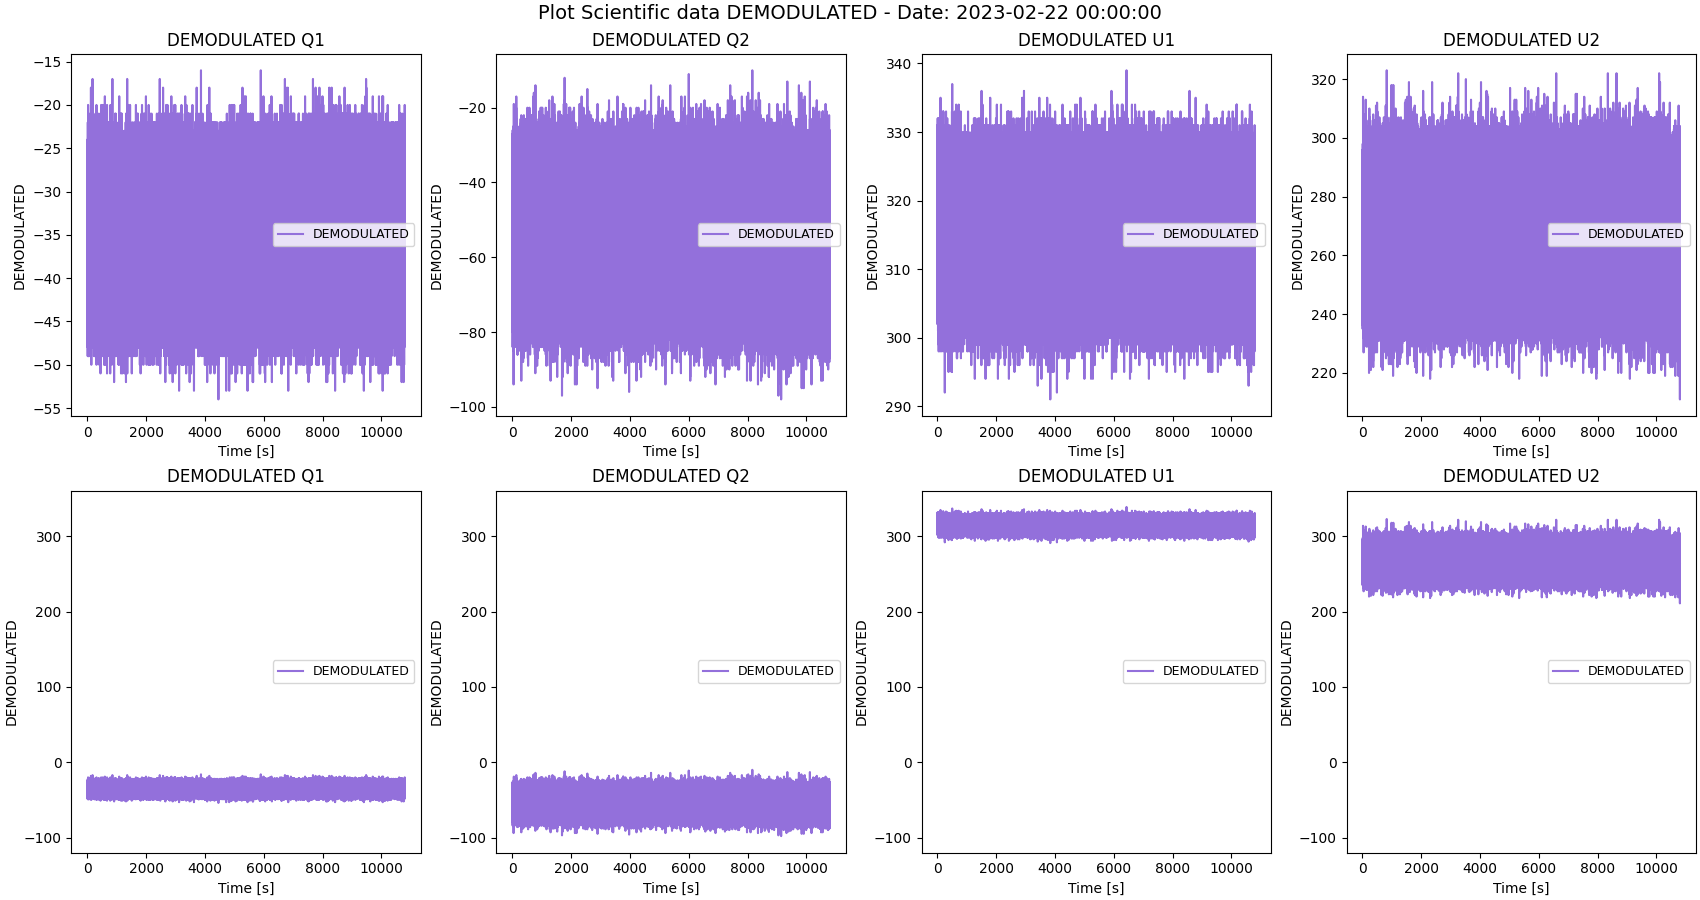 Plot Scientific data DEMODULATED - Date: 2023-02-22 00:00:00
DEMODULATED Q1
−15
−20
−25
−30
−35
−40
−45
−50
−55
DEMODULATED
DEMODULATED
0 2000 4000 6000 8000 10000
Time [s]
DEMODULATED Q2
−20
−40
−60
−80
−100
DEMODULATED
DEMODULATED
0 2000 4000 6000 8000 10000
Time [s]
DEMODULATED U1
340
330
320
310
300
290
DEMODULATED
DEMODULATED
0 2000 4000 6000 8000 10000
Time [s]
DEMODULATED U2
320
300
280
260
240
220
DEMODULATED
DEMODULATED
0 2000 4000 6000 8000 10000
Time [s]
DEMODULATED Q1
300
200
100
0
−100
DEMODULATED
DEMODULATED
0 2000 4000 6000 8000 10000
Time [s]
DEMODULATED Q2
300
200
100
0
−100
DEMODULATED
DEMODULATED
0 2000 4000 6000 8000 10000
Time [s]
DEMODULATED U1
300
200
100
0
−100
DEMODULATED
DEMODULATED
0 2000 4000 6000 8000 10000
Time [s]
DEMODULATED U2
300
200
100
0
−100
DEMODULATED
DEMODULATED
0 2000 4000 6000 8000 10000
Time [s]